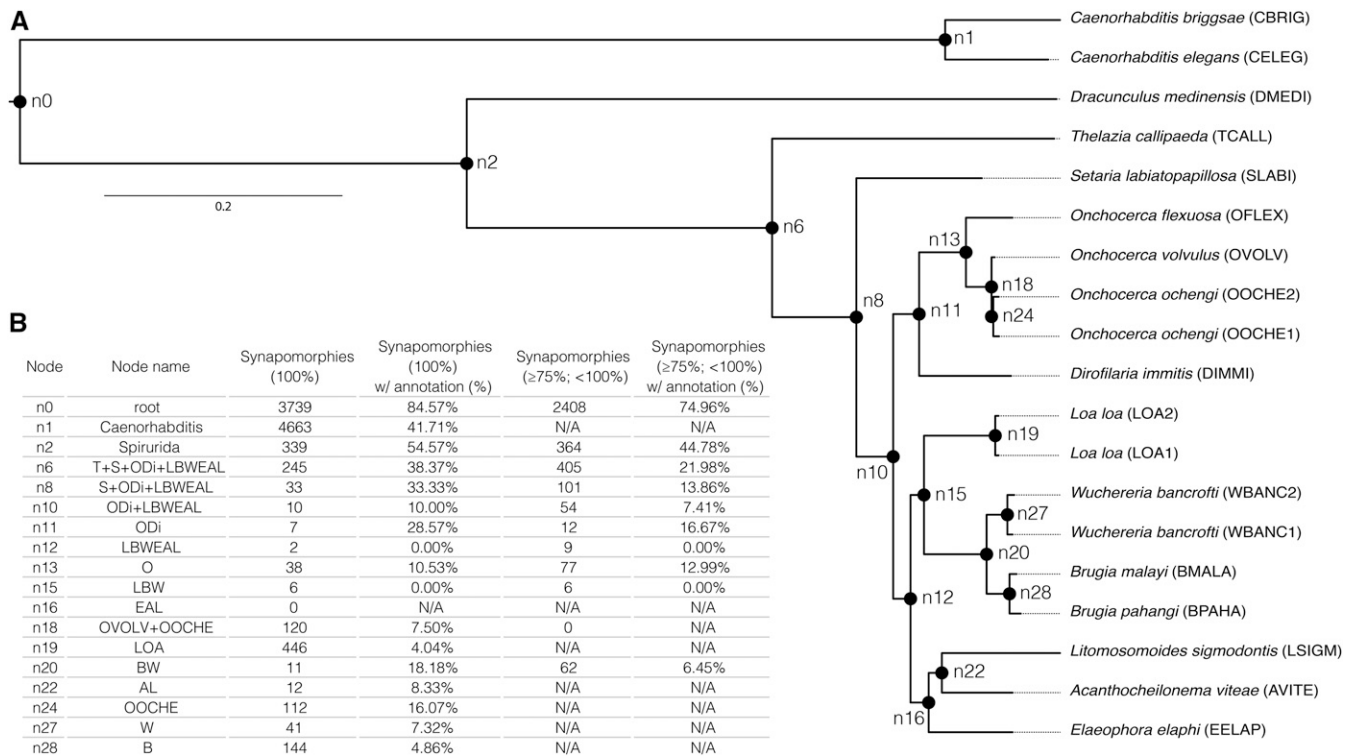 A
Caenorhabditis briggsae (CBRIG)
n1
Caenorhabditis elegans (CELEG)
n0
Dracunculus medinensis (DMEDI)
Thelazia callipaeda (TCALL)
n2
Setaria labiatopapillosa (SLABI)
0.2
Onchocerca flexuosa (OFLEX)
n6
n13
Onchocerca volvulus (OVOLV)
n18
Onchocerca ochengi (OOCHE2)
n8
n11
n24
Onchocerca ochengi (OOCHE1)
Dirofilaria immitis (DIMMI)
Loa loa (LOA2)
n19
Loa loa (LOA1)
n10
n15
Wuchereria bancrofti (WBANC2)
n27
Wuchereria bancrofti (WBANC1)
n20
Brugia malayi (BMALA)
n28
n12
Brugia pahangi (BPAHA)
Litomosomoides sigmodontis (LSIGM)
n22
Acanthocheilonema viteae (AVITE)
n16
Elaeophora elaphi (EELAP)
B
Node Node name Synapomorphies (100%) Synapomorphies (100%) w/ annotation (%) Synapomorphies (≥75%; <100%) Synapomorphies (≥75%; <100%) w/ annotation (%)
n0 root 3739 84.57% 2408 74.96%
n1 Caenorhabditis 4663 41.71% N/A N/A
n2 Spirurida 339 54.57% 364 44.78%
n6 T+S+ODi+LBWEAL 245 38.37% 405 21.98%
n8 S+ODi+LBWEAL 33 33.33% 101 13.86%
n10 ODi+LBWEAL 10 10.00% 54 7.41%
n11 ODi 7 28.57% 12 16.67%
n12 LBWEAL 2 0.00% 9 0.00%
n13 O 38 10.53% 77 12.99%
n15 LBW 6 0.00% 6 0.00%
n16 EAL 0 N/A N/A N/A
n18 OVOLV+OOCHE 120 7.50% 0 N/A
n19 LOA 446 4.04% N/A N/A
n20 BW 11 18.18% 62 6.45%
n22 AL 12 8.33% N/A N/A
n24 OOCHE 112 16.07% N/A N/A
n27 W 41 7.32% N/A N/A
n28 B 144 4.86% N/A N/A